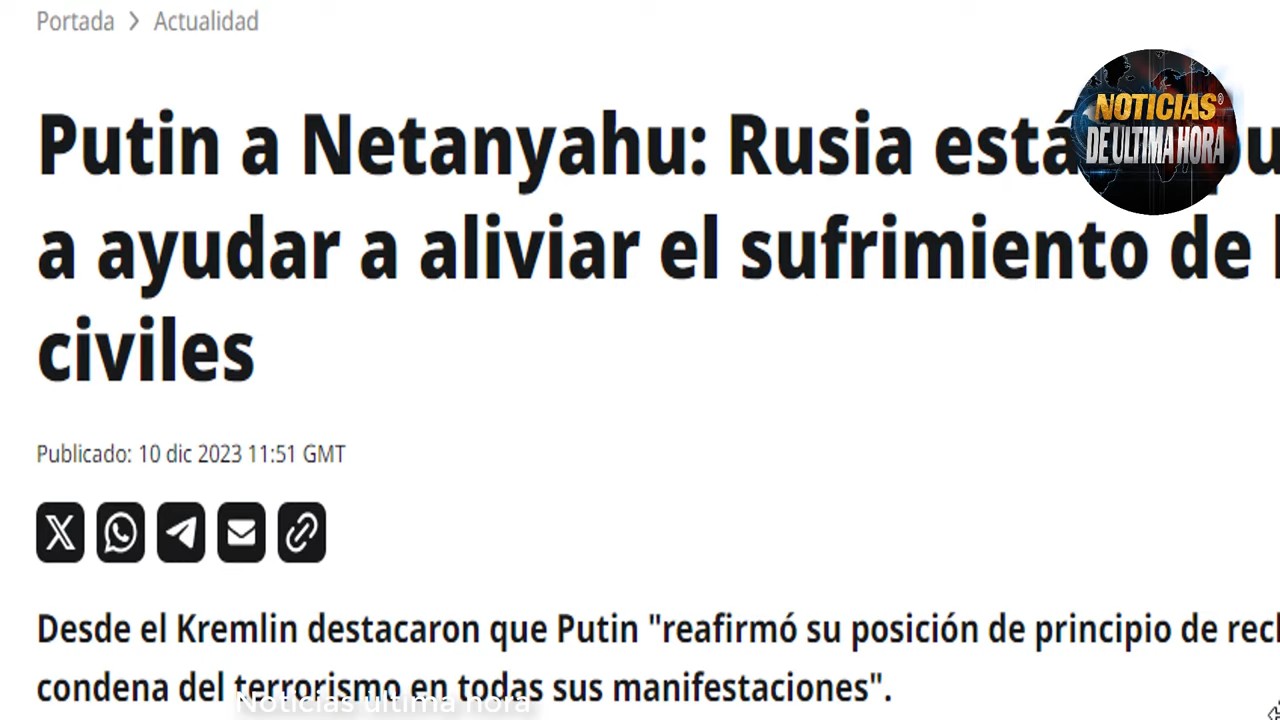 Portada > Actualidad
NOTICIAS®
DE ULTIMA HORA
Putin a Netanyahu: Rusia está
a ayudar a aliviar el sufrimiento de
civiles
Publicado: 10 dic 2023 11:51 GMT
Desde el Kremlin destacaron que Putin "reafirmó su posición de principio de
condena del terrorismo en todas sus manifestaciones".
Noticias ultima hora